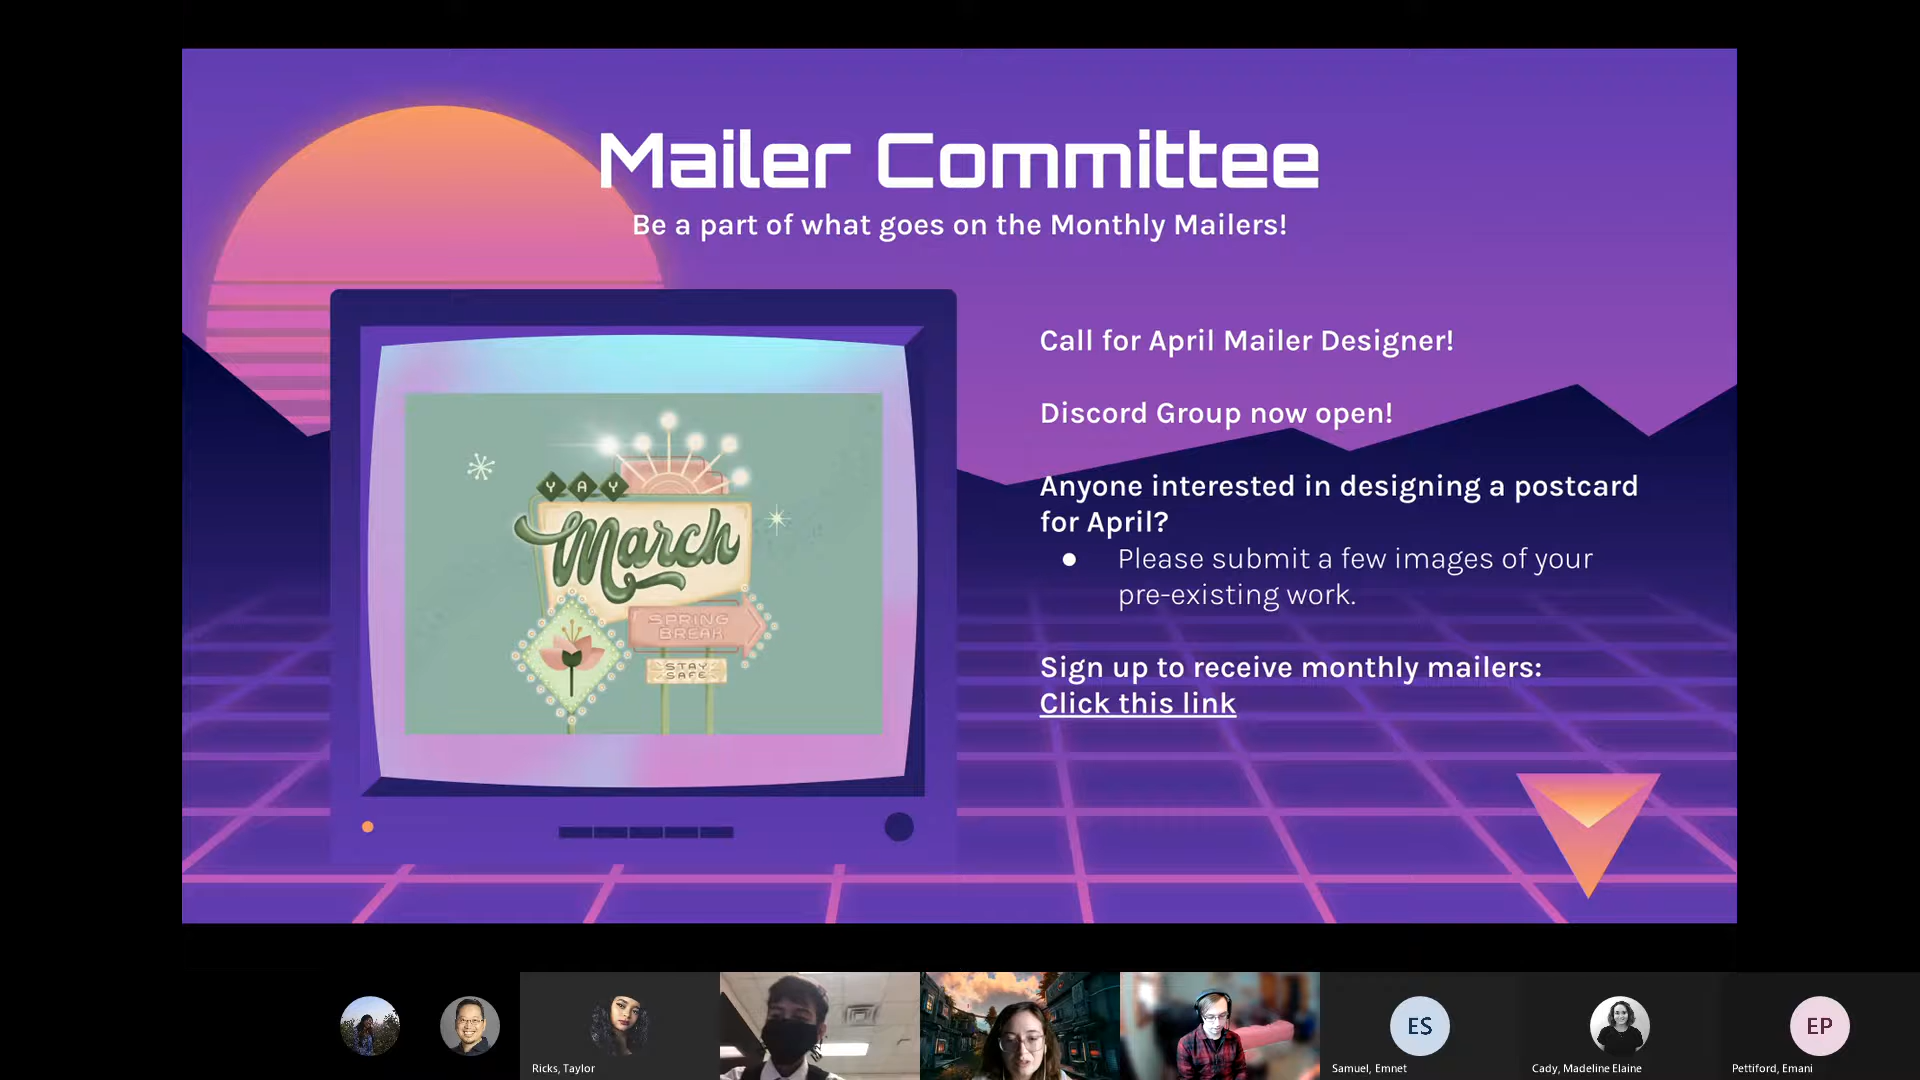 Mailer Committee
Be a part of what goes on the Monthly Mailers!
Call for April Mailer Designer!
Discord Group now open!
Anyone interested in designing a postcard
for April?
● Please submit a few images of your
pre-existing work.
Sign up to receive monthly mailers:
Click this link
YAY
March
SPRING
BREAK
STAY
SAFE
Ricks, Taylor
ES
Samuel, Emnet
Cady, Madeline Elaine
EP
Pettiford, Emani